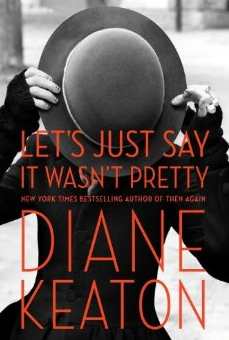 LET'S JUST SAY
IT WASN'T PRETTY
NEW YORK TIMES BESTSELLING AUTHOR OF THEN AGAIN
DIANE
KEATON